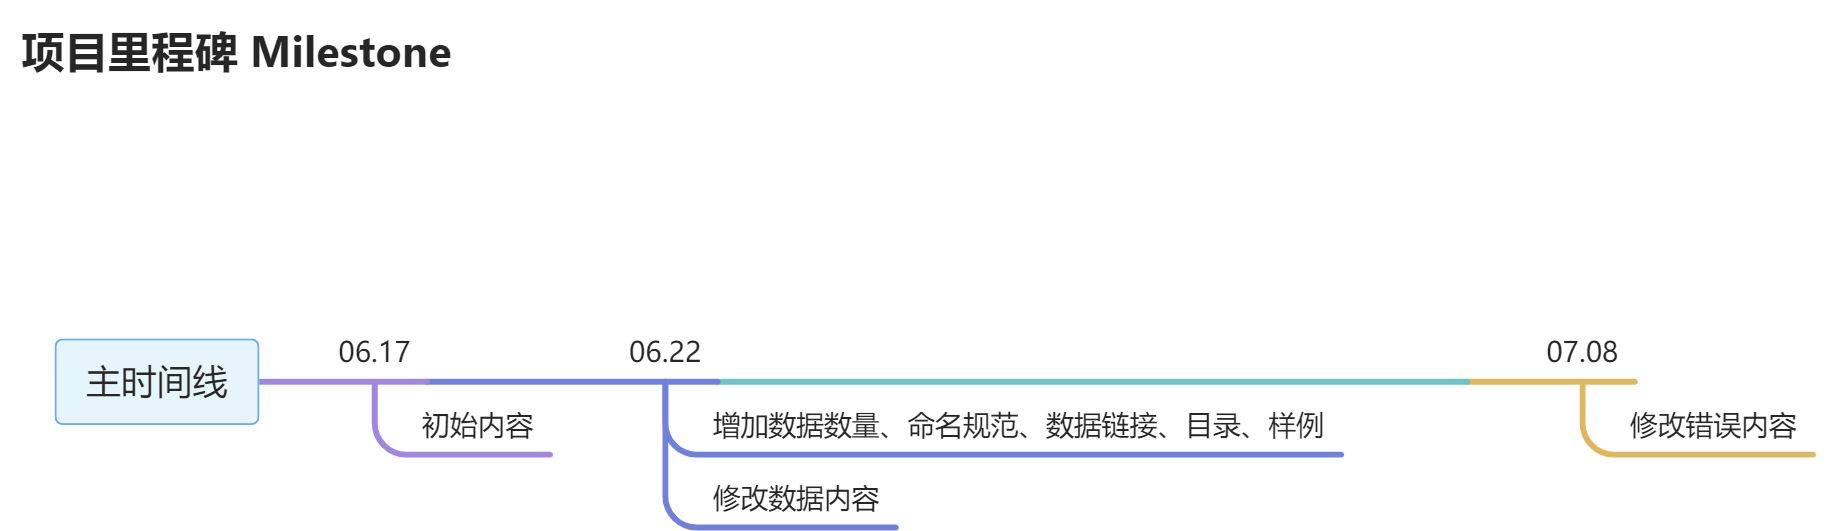 项目里程碑 Milestone
主时间线
06.17
初始内容
06.22
增加数据数量、命名规范、数据链接、目录、样例
修改数据内容
07.08
修改错误内容